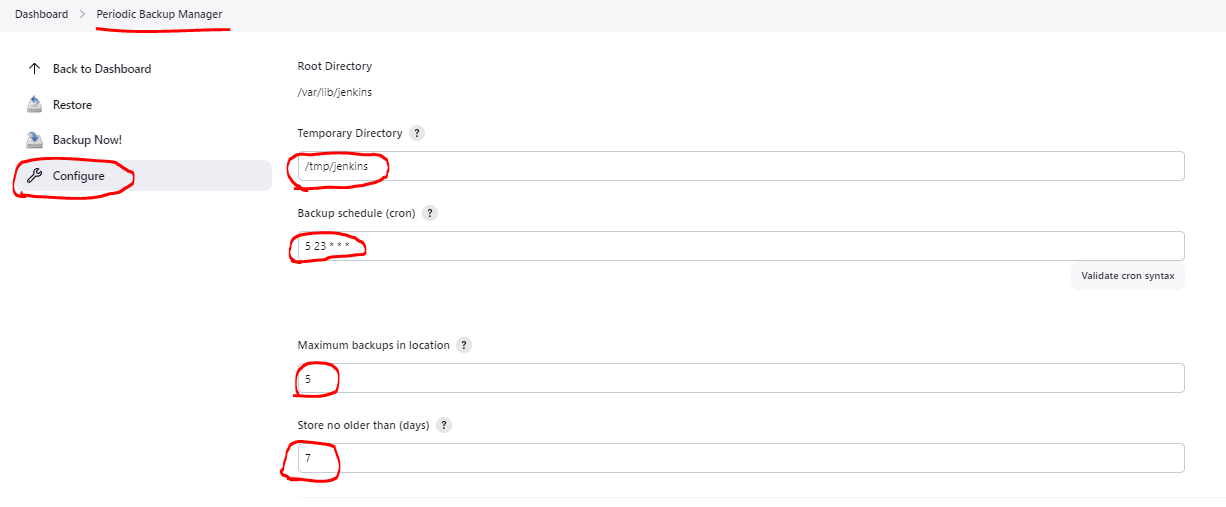 Dashboard > Periodic Backup Manager
Back to Dashboard
Restore
Backup Now!
Configure
Root Directory
/var/lib/jenkins
Temporary Directory ?
/tmp/jenkins
Backup schedule (cron) ?
5 23 * * *
Validate cron syntax
Maximum backups in location ?
5
Store no older than (days) ?
7